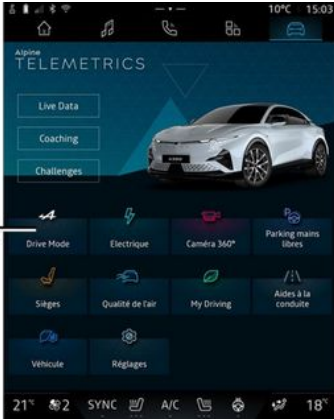 10°C 15:03
Alpine
TELEMETRICS
Live Data
Coaching
Challenges
Drive Mode
Electrique
Caméra 360°
Parking mains
libres
Sièges
Qualité de l'air
My Driving
Aides à la
conduite
Véhicule
Réglages
21° 2 SYNC A/C 18°